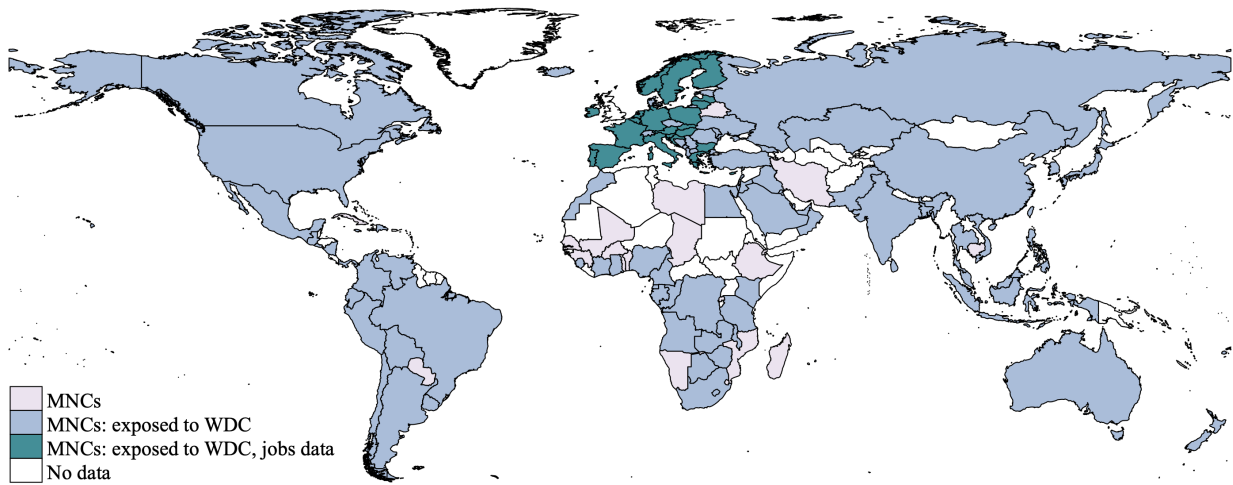 MNCs
MNCs: exposed to WDC
MNCs: exposed to WDC, jobs data
No data